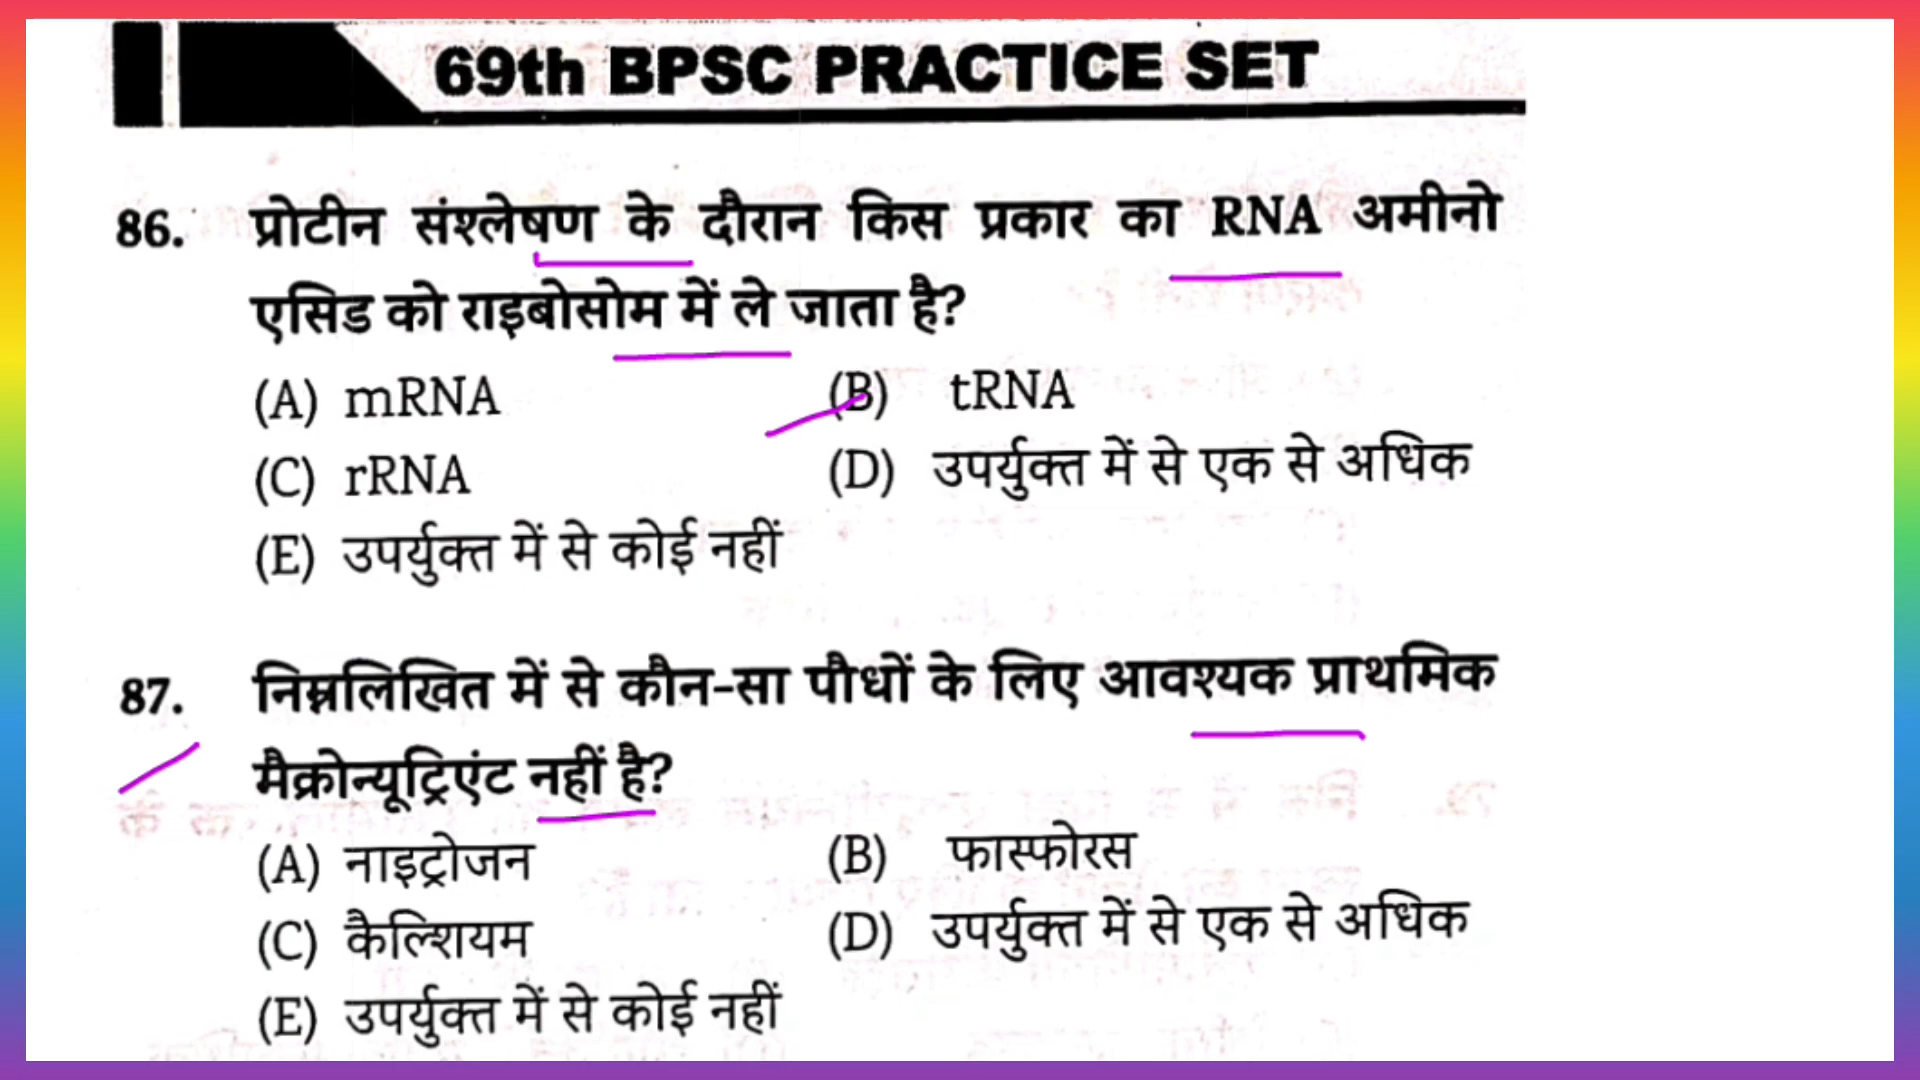 69th BPSC PRACTICE SET
86. प्रोटीन संश्लेषण के दौरान किस प्रकार का RNA अमीनो
एसिड को राइबोसोम में ले जाता है?
(A) mRNA (B) tRNA
(C) rRNA (D) उपर्युक्त में से एक से अधिक
(E) उपर्युक्त में से कोई नहीं
87. निम्नलिखित में से कौन-सा पौधों के लिए आवश्यक प्राथमिक
मैक्रोन्यूट्रिएंट नहीं है?
(A) नाइट्रोजन (B) फास्फोरस
(C) कैल्शियम (D) उपर्युक्त में से एक से अधिक
(E) उपर्युक्त में से कोई नहीं